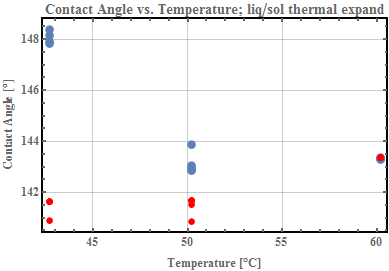 Contact Angle vs. Temperature; liq/sol thermal expand
148
146
144
142
Contact Angle [°]
45
50
55
60
Temperature [°C]